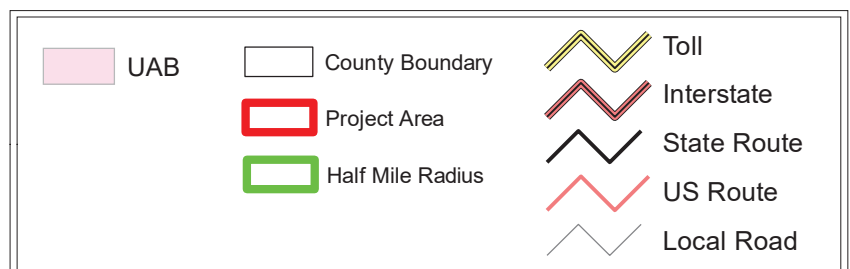 UAB
County Boundary
Project Area
Half Mile Radius
Toll
Interstate
State Route
US Route
Local Road